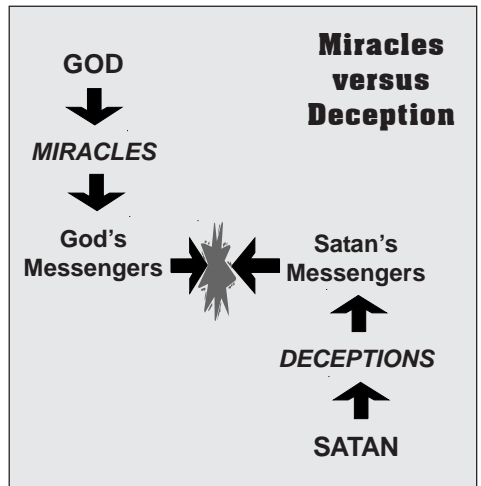 Miracles
versus
Deception
GOD
MIRACLES
God's
Messengers
Satan's
Messengers
DECEPTIONS
SATAN